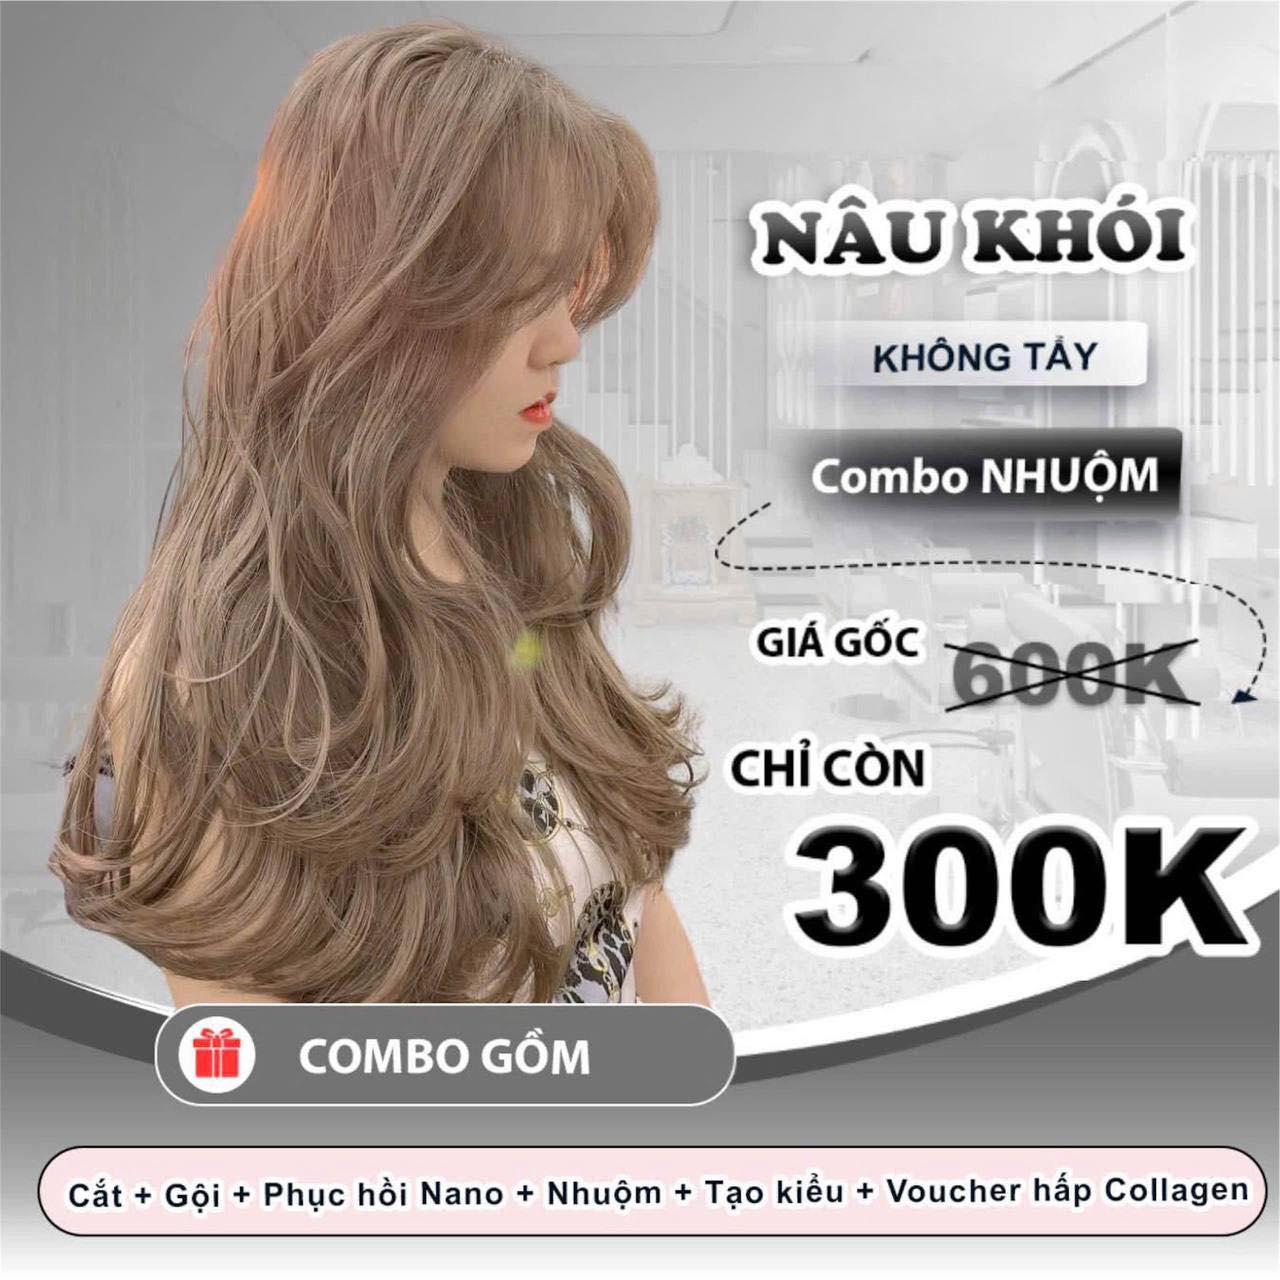 NÂU KHÓI
KHÔNG TẨY
Combo NHUỘM
GIÁ GỐC 600K
CHỈ CÒN
300K
COMBO GỒM
Cắt + Gội + Phục hồi Nano + Nhuộm + Tạo kiểu + Voucher hấp Collagen